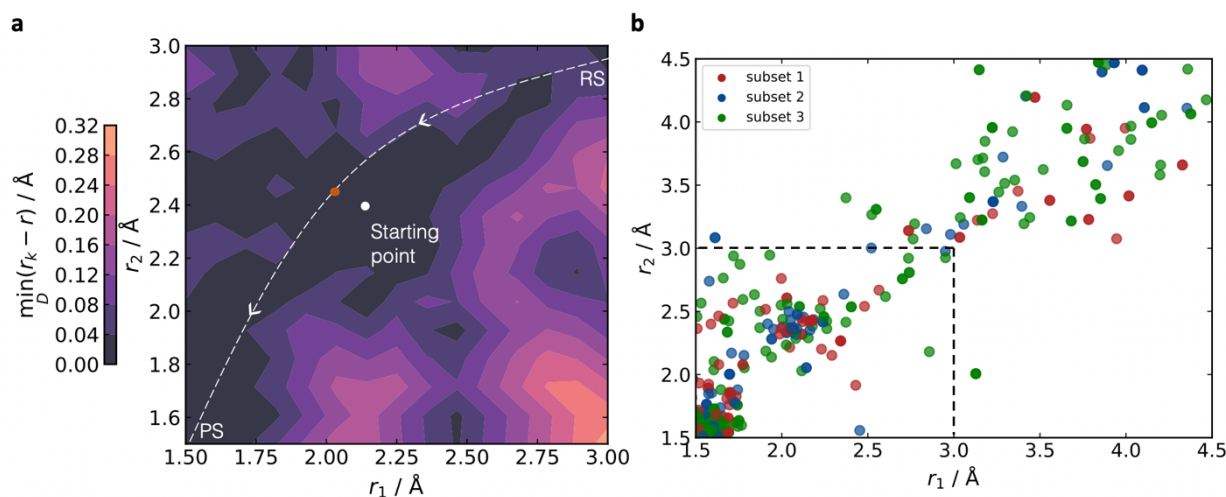 a
b
3.0
2.8
2.6
2.4
2.2
2.0
1.8
1.6
r₂ / Å
0.32
0.28
0.24
0.20
0.16
0.12
0.08
0.04
0.00
min(rₖ − r) / Å
D
RS
Starting
point
PS
1.50 1.75 2.00 2.25 2.50 2.75 3.00
r₁ / Å
4.5
4.0
3.5
3.0
2.5
2.0
1.5
r₂ / Å
subset 1
subset 2
subset 3
1.5 2.0 2.5 3.0 3.5 4.0 4.5
r₁ / Å